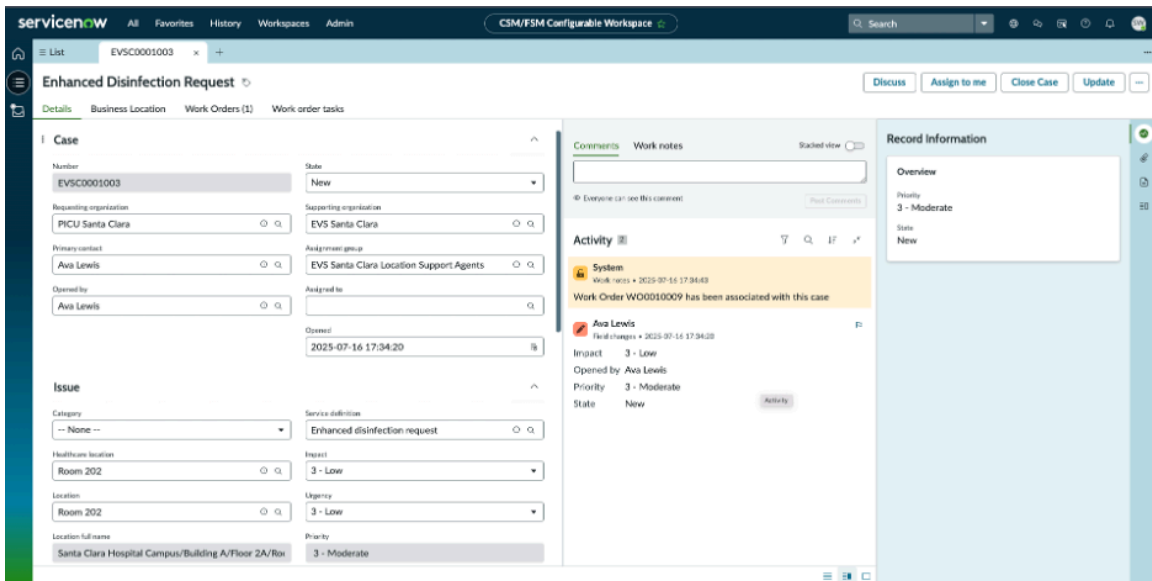 servicenow All Favorites History Workspaces Admin CSM/FSM Configurable Workspace Search
List EVSC0001003
Enhanced Disinfection Request Discuss Assign to me Close Case Update
Details Business Location Work Orders (1) Work order tasks
Case
Number
EVSC0001003
State
New
Requesting organization
PICU Santa Clara
Supporting organization
EVS Santa Clara
Primary contact
Ava Lewis
Assignment group
EVS Santa Clara Location Support Agents
Opened by
Ava Lewis
Assigned to
Opened
2025-07-16 17:34:20
Issue
Category
-- None --
Service definition
Enhanced disinfection request
Healthcare location
Room 202
Impact
3 - Low
Location
Room 202
Urgency
3 - Low
Location full name
Santa Clara Hospital Campus/Building A/Floor 2A/Roo
Priority
3 - Moderate
Comments Work notes Stacked view
Everyone can see this comment Post Comments
Activity 2
System
Work notes • 2025-07-16 17:34:43
Work Order WO0010009 has been associated with this case
Ava Lewis
Field changes • 2025-07-16 17:34:20
Impact 3 - Low
Opened by Ava Lewis
Priority 3 - Moderate
State New
Activity
Record Information
Overview
Priority
3 - Moderate
State
New